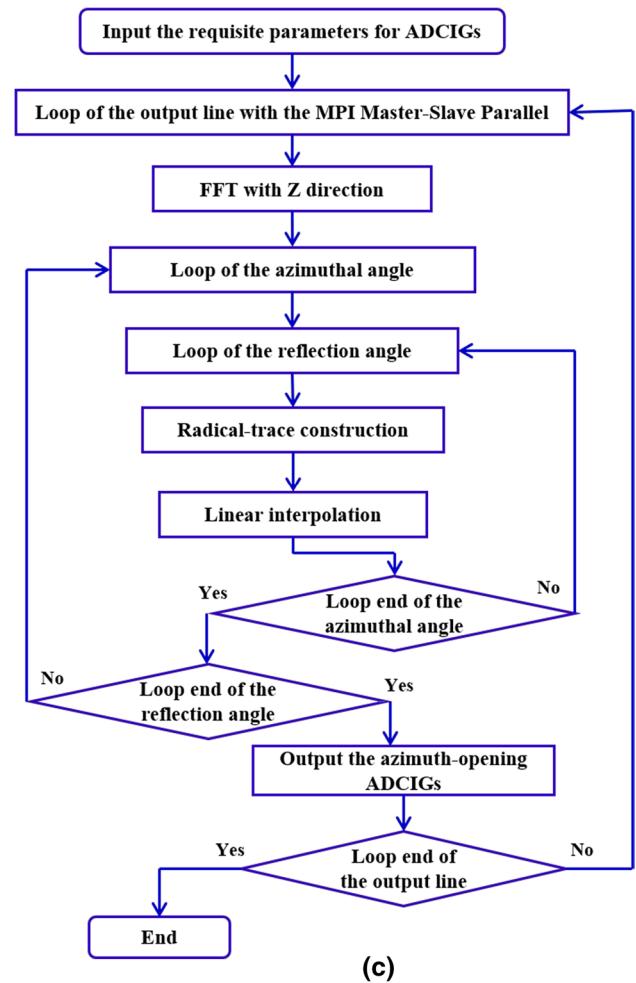 Input the requisite parameters for ADCIGs
Loop of the output line with the MPI Master-Slave Parallel
FFT with Z direction
Loop of the azimuthal angle
Loop of the reflection angle
Radical-trace construction
Linear interpolation
Yes
No
Loop end of the
azimuthal angle
No
Loop end of the
reflection angle
Yes
Output the azimuth-opening
ADCIGs
Yes
Loop end of
the output line
No
End
(c)